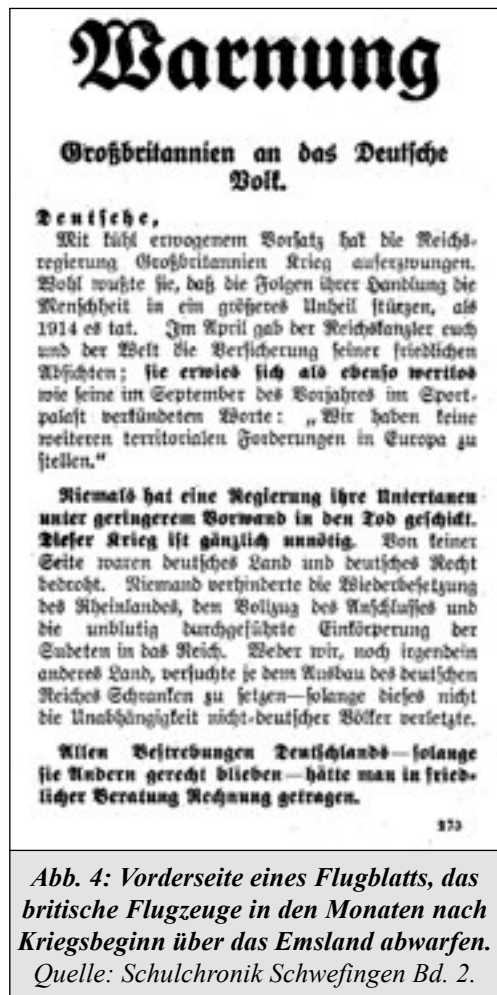 Warnung
Großbritannien an das Deutsche
Volk.
Deutsche,
Mit kühl erwogenem Vorsatz hat die Reichs-
regierung Großbritannien Krieg auferzwungen.
Wohl wußte sie, daß die Folgen ihrer Handlung die
Menschheit in ein größeres Unheil stürzen, als
1914 es tat. Im April gab der Reichskanzler euch
und der Welt die Versicherung seiner friedlichen
Absichten; sie erwies sich als ebenso wertlos
wie seine im September des Vorjahres im Sport-
palast verkündeten Worte: „Wir haben keine
weiteren territorialen Forderungen in Europa zu
stellen."
Niemals hat eine Regierung ihre Untertanen
unter geringerem Vorwand in den Tod geschickt.
Dieser Krieg ist gänzlich unnötig. Von keiner
Seite waren deutsches Land und deutsches Recht
bedroht. Niemand verhinderte die Wiederbesetzung
des Rheinlandes, den Vollzug des Anschlusses und
die unblutig durchgeführte Einkörperung der
Sudeten in das Reich. Weder wir, noch irgendein
anderes Land, versuchte je dem Ausbau des deutschen
Reiches Schranken zu setzen—solange dieses nicht
die Unabhängigkeit nicht-deutscher Völker verletzte.
Allen Bestrebungen Deutschlands—solange
sie Andern gerecht blieben—hätte man in fried-
licher Beratung Rechnung getragen.
273
Abb. 4: Vorderseite eines Flugblatts, das
britische Flugzeuge in den Monaten nach
Kriegsbeginn über das Emsland abwarfen.
Quelle: Schulchronik Schwefingen Bd. 2.